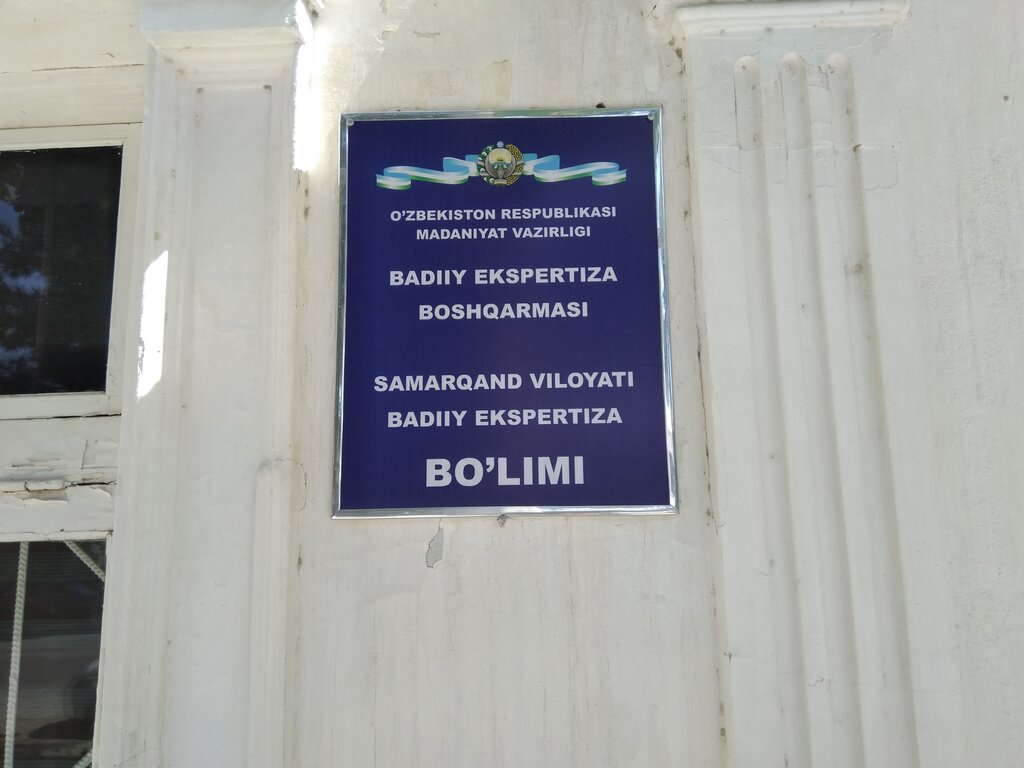 O'ZBEKISTON RESPUBLIKASI
MADANIYAT VAZIRLIGI
BADIIY EKSPERTIZA
BOSHQARMASI
SAMARQAND VILOYATI
BADIIY EKSPERTIZA
BO'LIMI